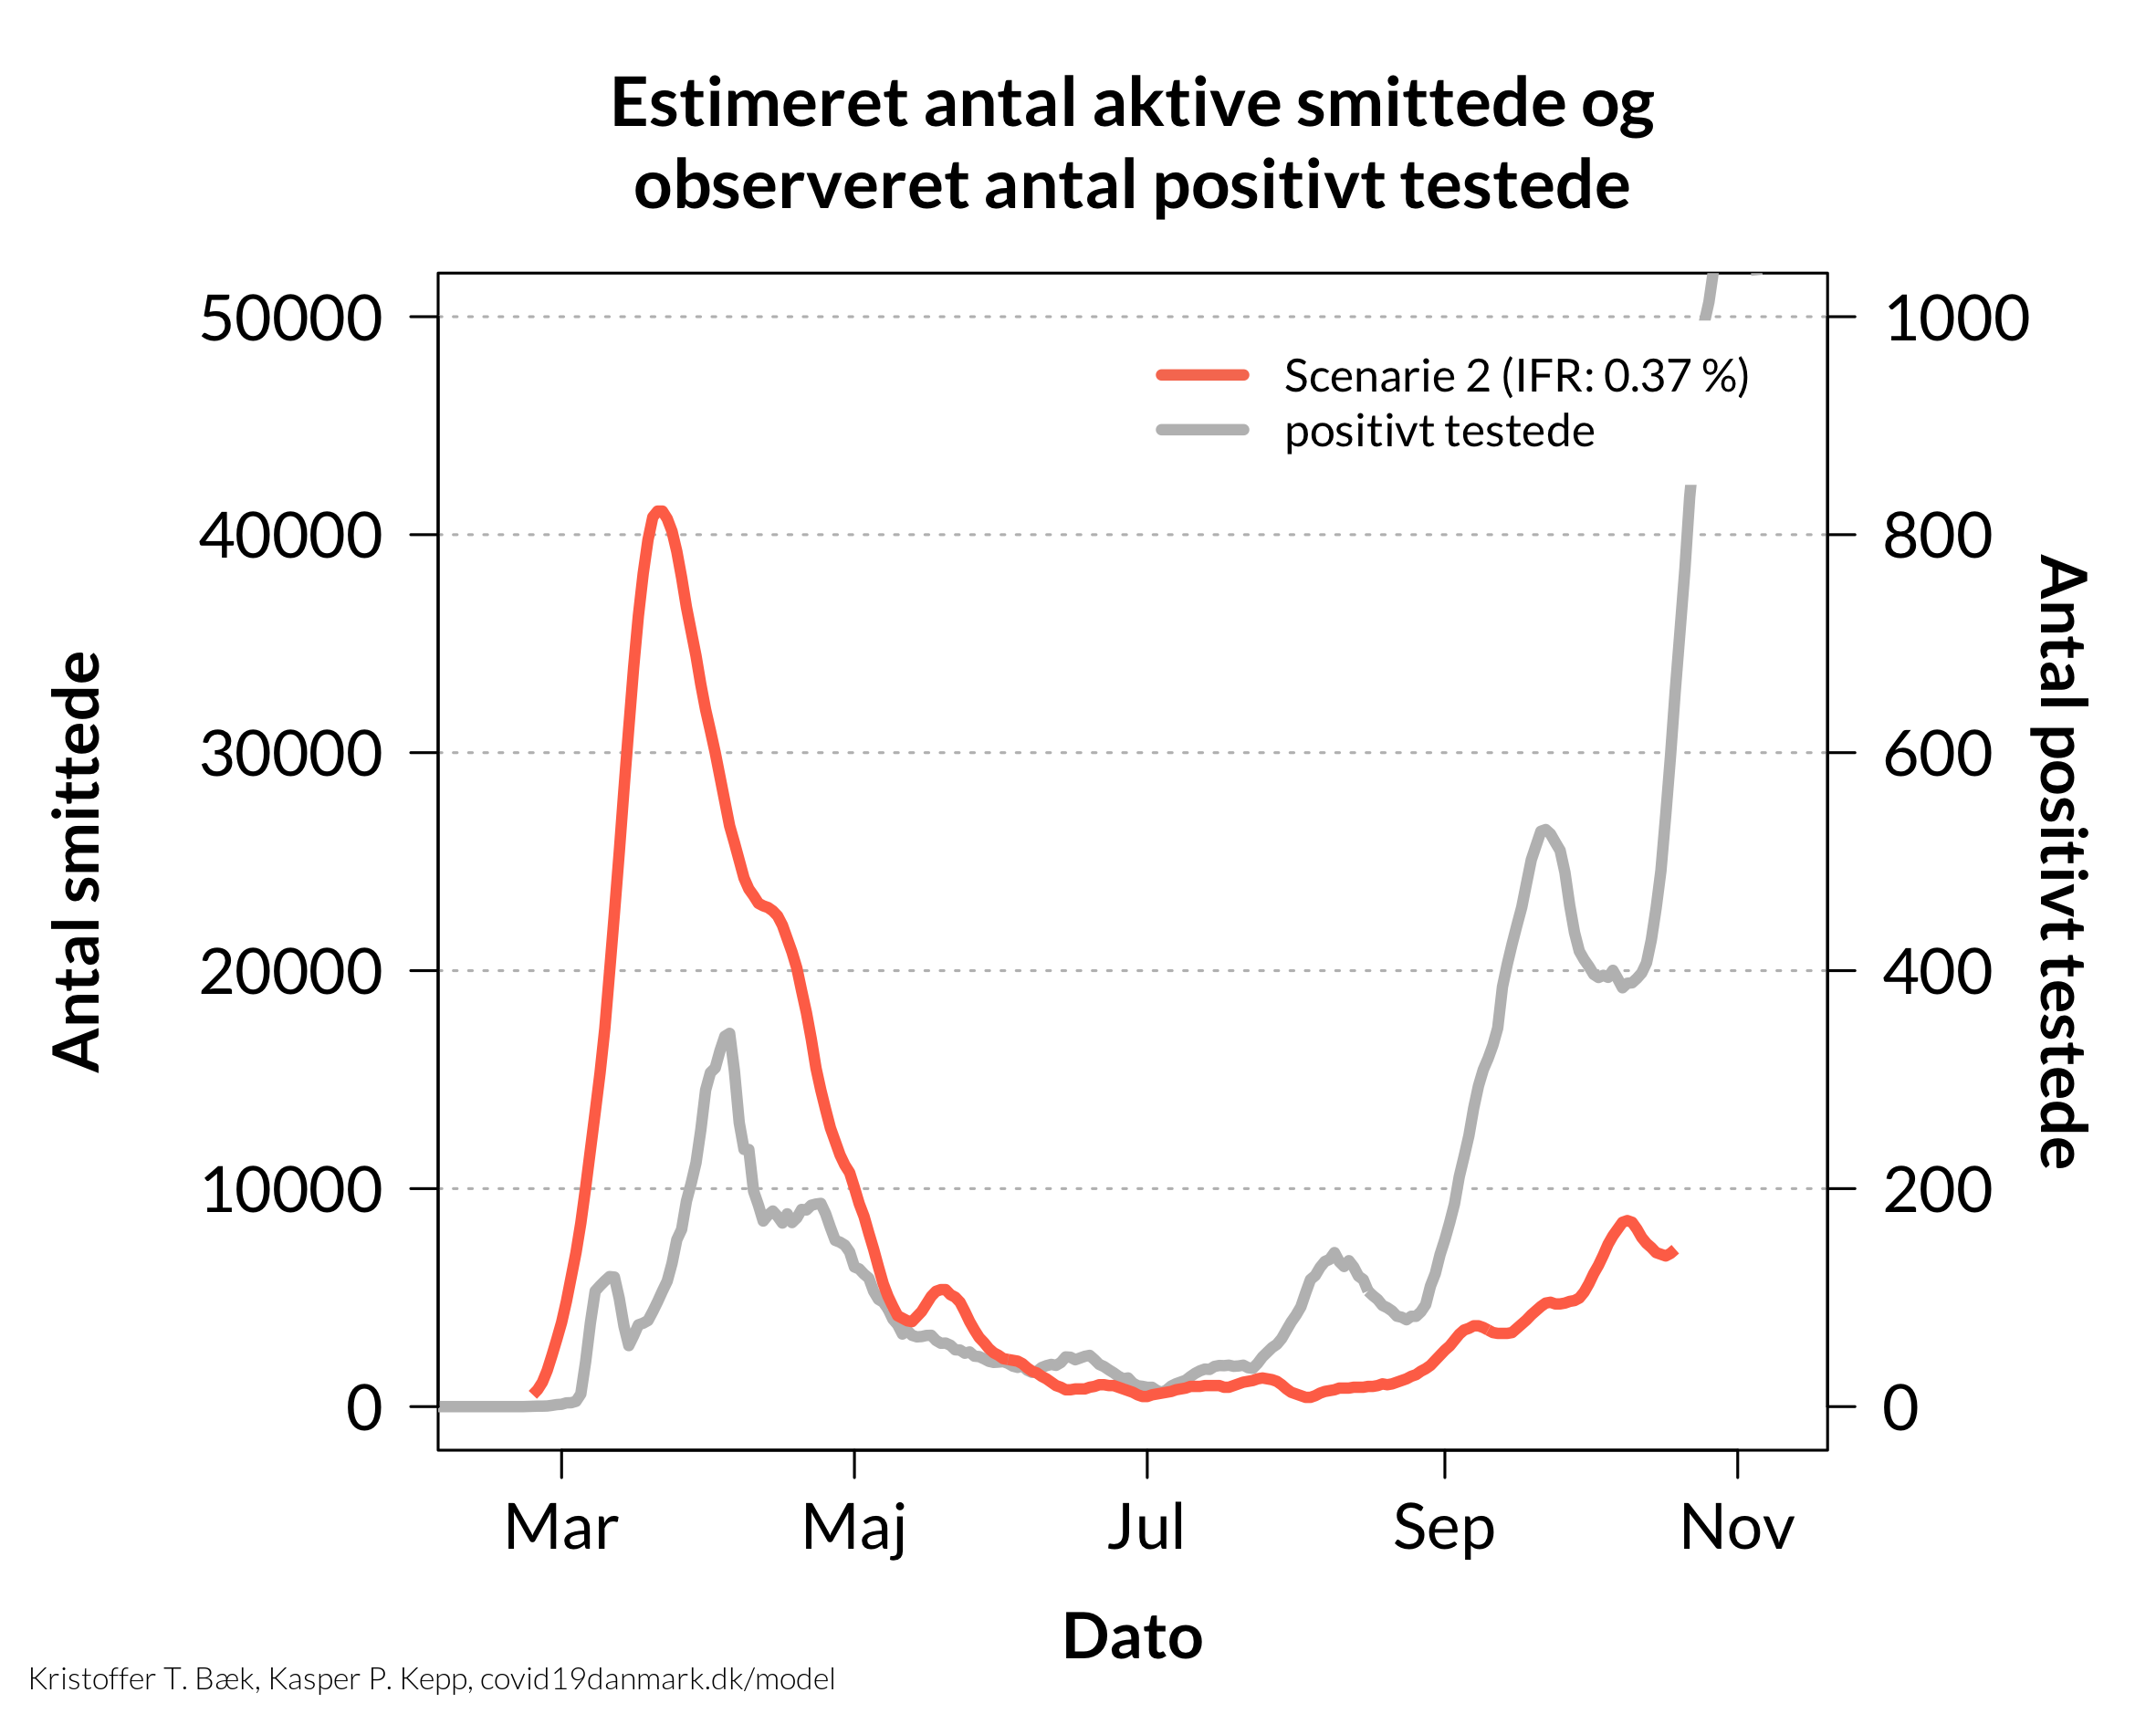 Estimeret antal aktive smittede og
observeret antal positivt testede
50000
40000
30000
20000
10000
0
Antal smittede
1000
800
600
400
200
0
Antal positivt testede
Scenarie 2 (IFR: 0.37 %)
positivt testede
Mar
Maj
Jul
Sep
Nov
Dato
Kristoffer T. Bæk, Kasper P. Kepp, covid19danmark.dk/model